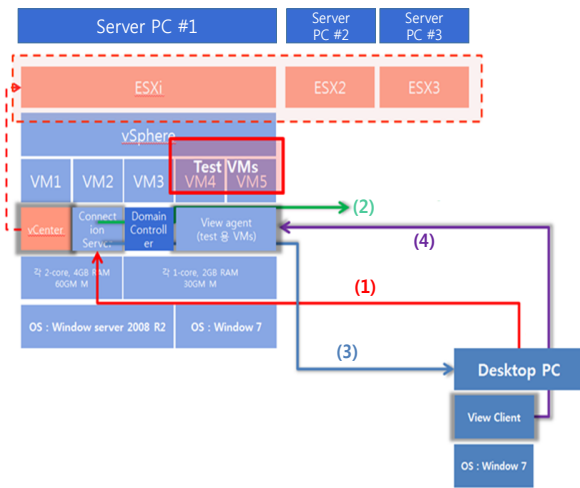 Server PC #1
Server
PC #2
Server
PC #3
ESXi
ESX2
ESX3
vSphere
Test VMs
VM1
VM2
VM3
VM4
VM5
vCenter
Connect
ion
Server
Domain
Controll
er
View agent
(test 용 VMs)
(2)
(4)
각 2-core, 4GB RAM
60GM M
각 1-core, 2GB RAM
30GM M
(1)
OS : Window server 2008 R2
OS : Window 7
(3)
Desktop PC
View Client
OS : Window 7